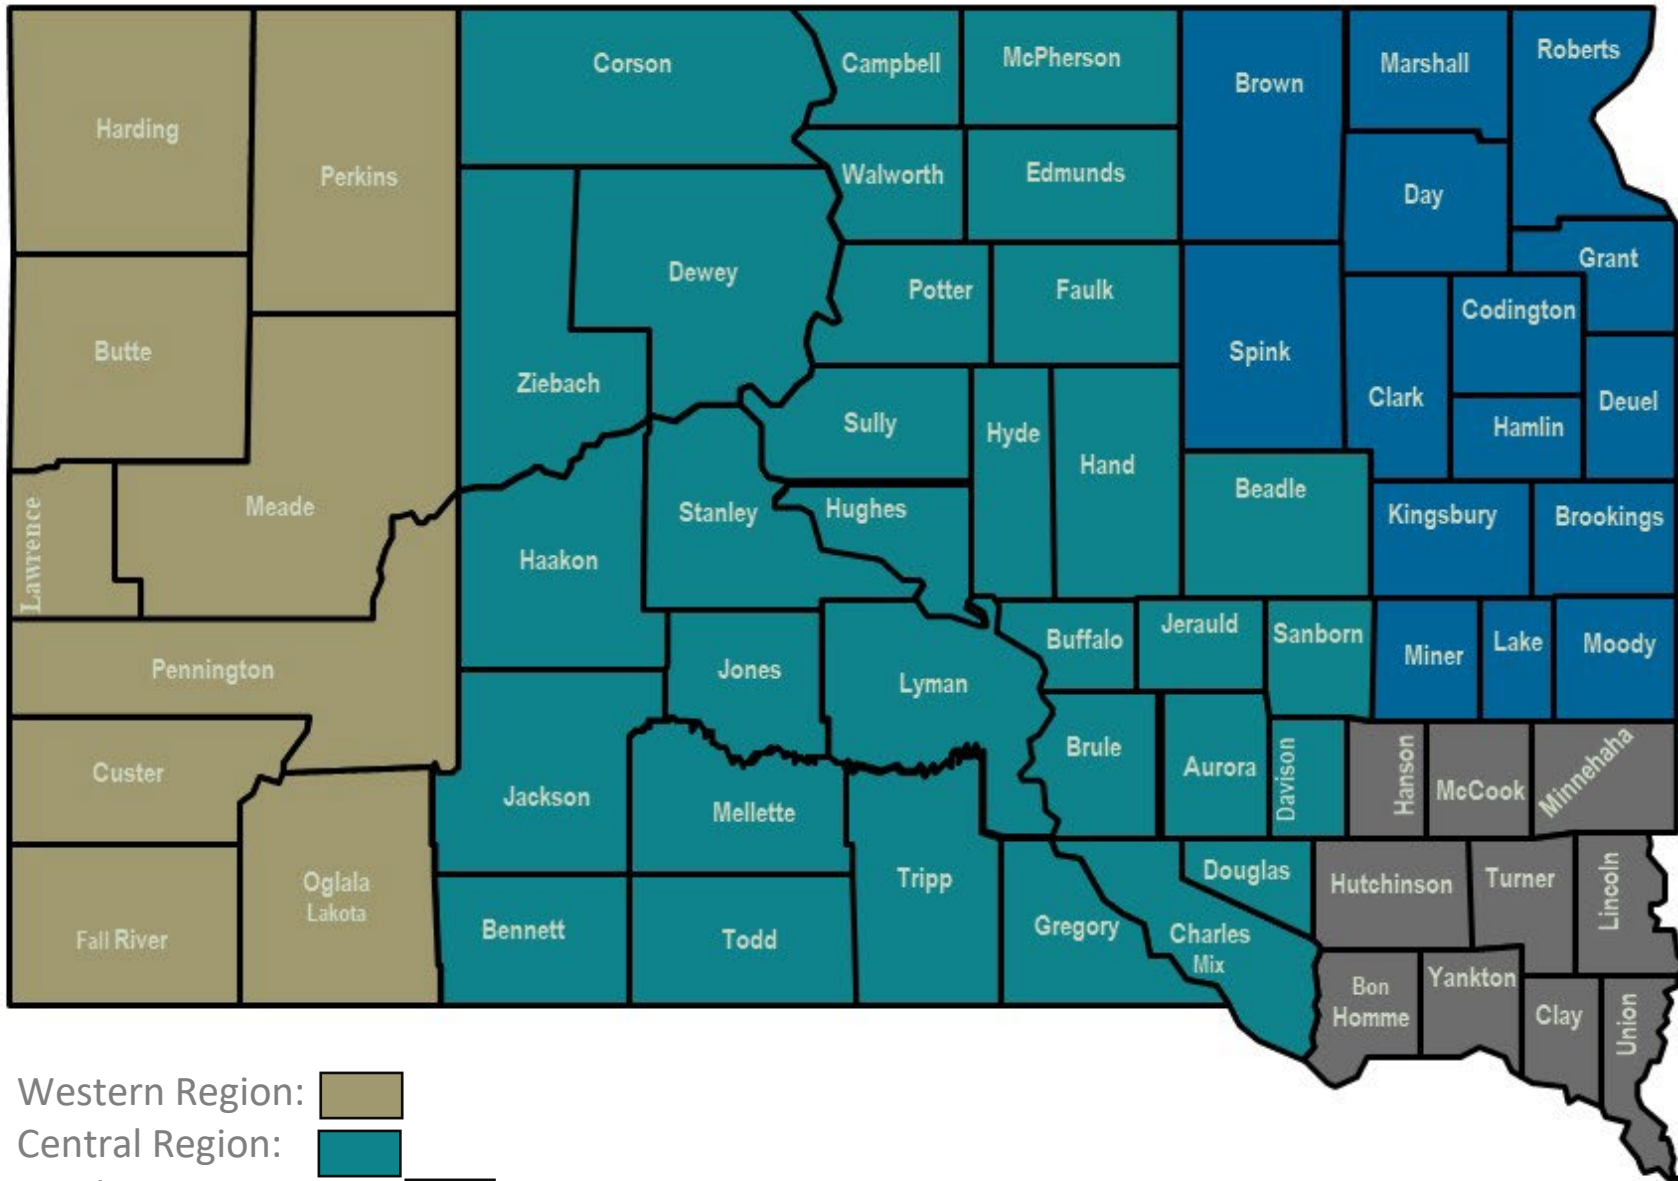 Corson
Campbell
McPherson
Brown
Marshall
Roberts
Harding
Perkins
Walworth
Edmunds
Day
Dewey
Potter
Faulk
Grant
Codington
Butte
Ziebach
Spink
Clark
Deuel
Sully
Hyde
Hand
Hamlin
Lawrence
Meade
Stanley
Hughes
Beadle
Kingsbury
Brookings
Haakon
Pennington
Jones
Lyman
Buffalo
Jerauld
Sanborn
Miner
Lake
Moody
Custer
Jackson
Mellette
Brule
Aurora
Davison
Hanson
McCook
Minnehaha
Oglala
Lakota
Tripp
Douglas
Hutchinson
Turner
Lincoln
Fall River
Bennett
Todd
Gregory
Charles
Mix
Bon
Homme
Yankton
Clay
Union
Western Region:
Central Region: